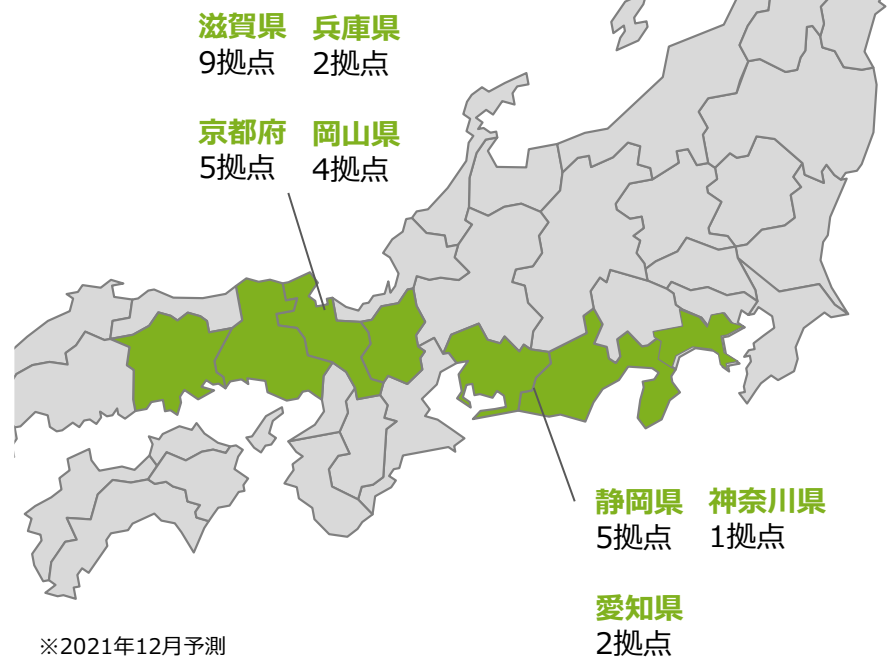 滋賀県 兵庫県
9拠点 2拠点
京都府 岡山県
5拠点 4拠点
静岡県 神奈川県
5拠点 1拠点
愛知県
2拠点
※2021年12月予測